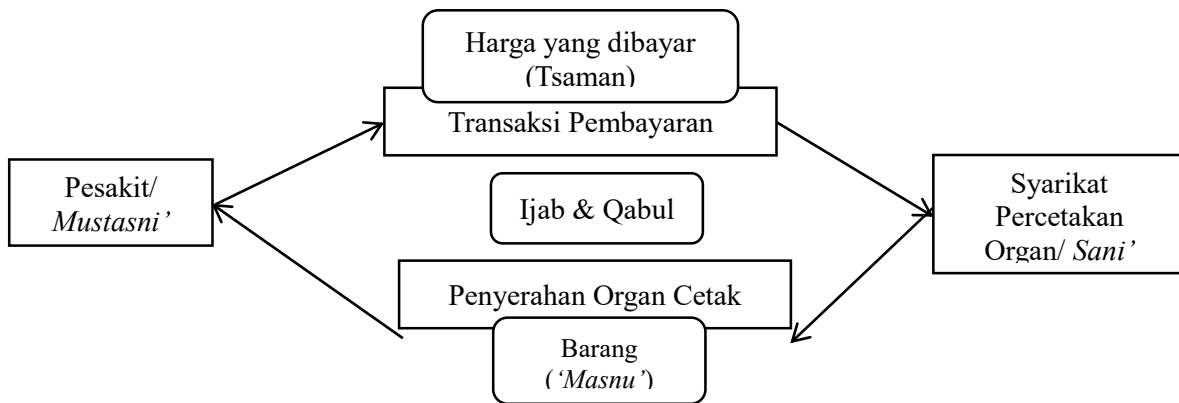 Harga yang dibayar
(Tsaman)
Transaksi Pembayaran
Pesakit/
Mustasni’
Ijab & Qabul
Syarikat
Percetakan
Organ/ Sani’
Penyerahan Organ Cetak
Barang
(‘Masnu’)